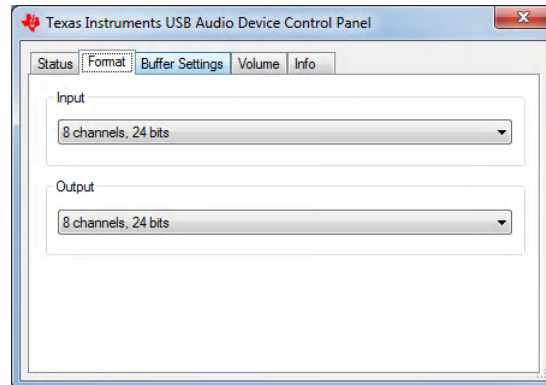 Texas Instruments USB Audio Device Control Panel
Status Format Buffer Settings Volume Info
Input
8 channels, 24 bits
Output
8 channels, 24 bits